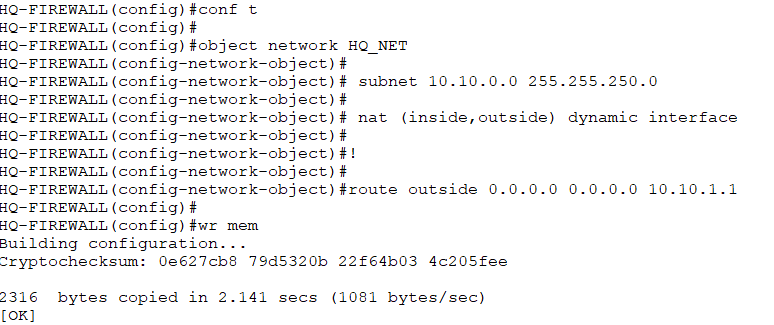 HQ-FIREWALL(config)#conf t
HQ-FIREWALL(config)#
HQ-FIREWALL(config)#object network HQ_NET
HQ-FIREWALL(config-network-object)#
HQ-FIREWALL(config-network-object)# subnet 10.10.0.0 255.255.250.0
HQ-FIREWALL(config-network-object)#
HQ-FIREWALL(config-network-object)# nat (inside,outside) dynamic interface
HQ-FIREWALL(config-network-object)#
HQ-FIREWALL(config-network-object)#!
HQ-FIREWALL(config-network-object)#
HQ-FIREWALL(config-network-object)#route outside 0.0.0.0 0.0.0.0 10.10.1.1
HQ-FIREWALL(config)#
HQ-FIREWALL(config)#wr mem
Building configuration...
Cryptochecksum: 0e627cb8 79d5320b 22f64b03 4c205fee
2316 bytes copied in 2.141 secs (1081 bytes/sec)
[OK]